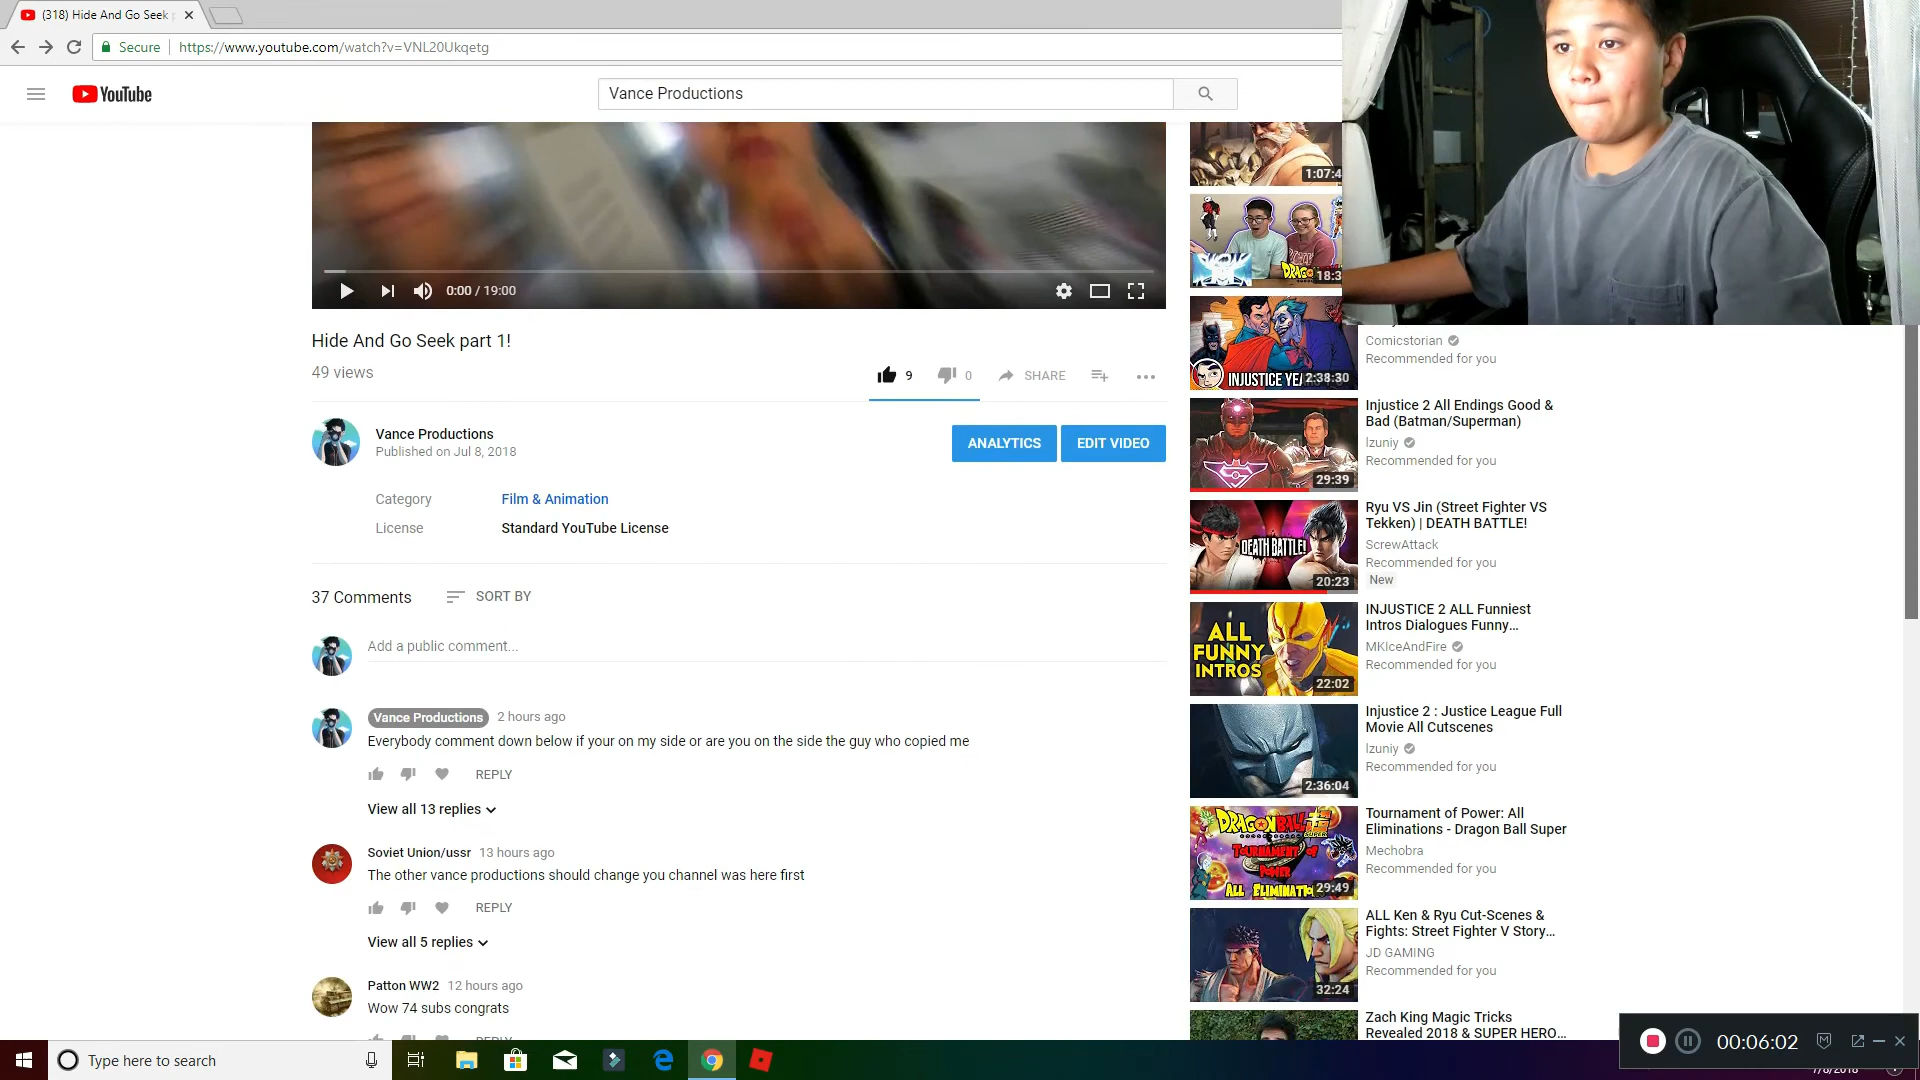 (318) Hide And Go Seek
Secure
https://www.youtube.com/watch?v=VNL20Ukqetg
YouTube
Vance Productions
1:07:4
18:3
DRAGO
0:00 / 19:00
Hide And Go Seek part 1!
49 views
9
0
SHARE
Vance Productions
Published on Jul 8, 2018
ANALYTICS
EDIT VIDEO
Category
Film & Animation
License
Standard YouTube License
37 Comments
SORT BY
Add a public comment...
Vance Productions
2 hours ago
Everybody comment down below if your on my side or are you on the side the guy who copied me
REPLY
View all 13 replies
Soviet Union/ussr
13 hours ago
The other vance productions should change you channel was here first
REPLY
View all 5 replies
Patton WW2
12 hours ago
Wow 74 subs congrats
REPLY
INJUSTICE
2:38:30
Comicstorian
Recommended for you
29:39
Injustice 2 All Endings Good &
Bad (Batman/Superman)
Izuniy
Recommended for you
DEATH BATTLE!
20:23
Ryu VS Jin (Street Fighter VS
Tekken) | DEATH BATTLE!
ScrewAttack
Recommended for you
New
ALL
FUNNY
INTROS
22:02
INJUSTICE 2 ALL Funniest
Intros Dialogues Funny...
MKIceAndFire
Recommended for you
2:36:04
Injustice 2 : Justice League Full
Movie All Cutscenes
Izuniy
Recommended for you
DRAGONBALL
SUPER
TOURNAMENT OF
POWER
ALL ELIMINATIO
29:49
Tournament of Power: All
Eliminations - Dragon Ball Super
Mechobra
Recommended for you
32:24
ALL Ken & Ryu Cut-Scenes &
Fights: Street Fighter V Story...
JD GAMING
Recommended for you
Zach King Magic Tricks
Revealed 2018 & SUPER HERO...
00:06:02
Type here to search
7/8/2018